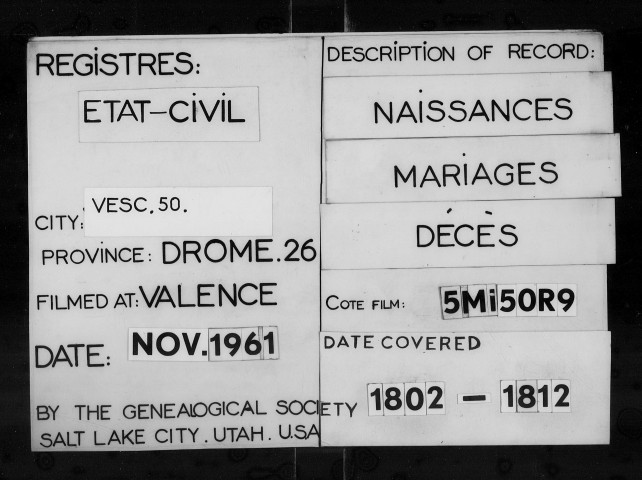 REGISTRES:
ETAT-CIVIL
CITY: VESC. 50.
PROVINCE: DROME. 26
FILMED AT: VALENCE
DATE: NOV. 1961
BY THE GENEALOGICAL SOCIETY
SALT LAKE CITY. UTAH. U.S.A
DESCRIPTION OF RECORD:
NAISSANCES
MARIAGES
DÉCÈS
COTE FILM: 5Mi50R9
DATE COVERED
1802 - 1812